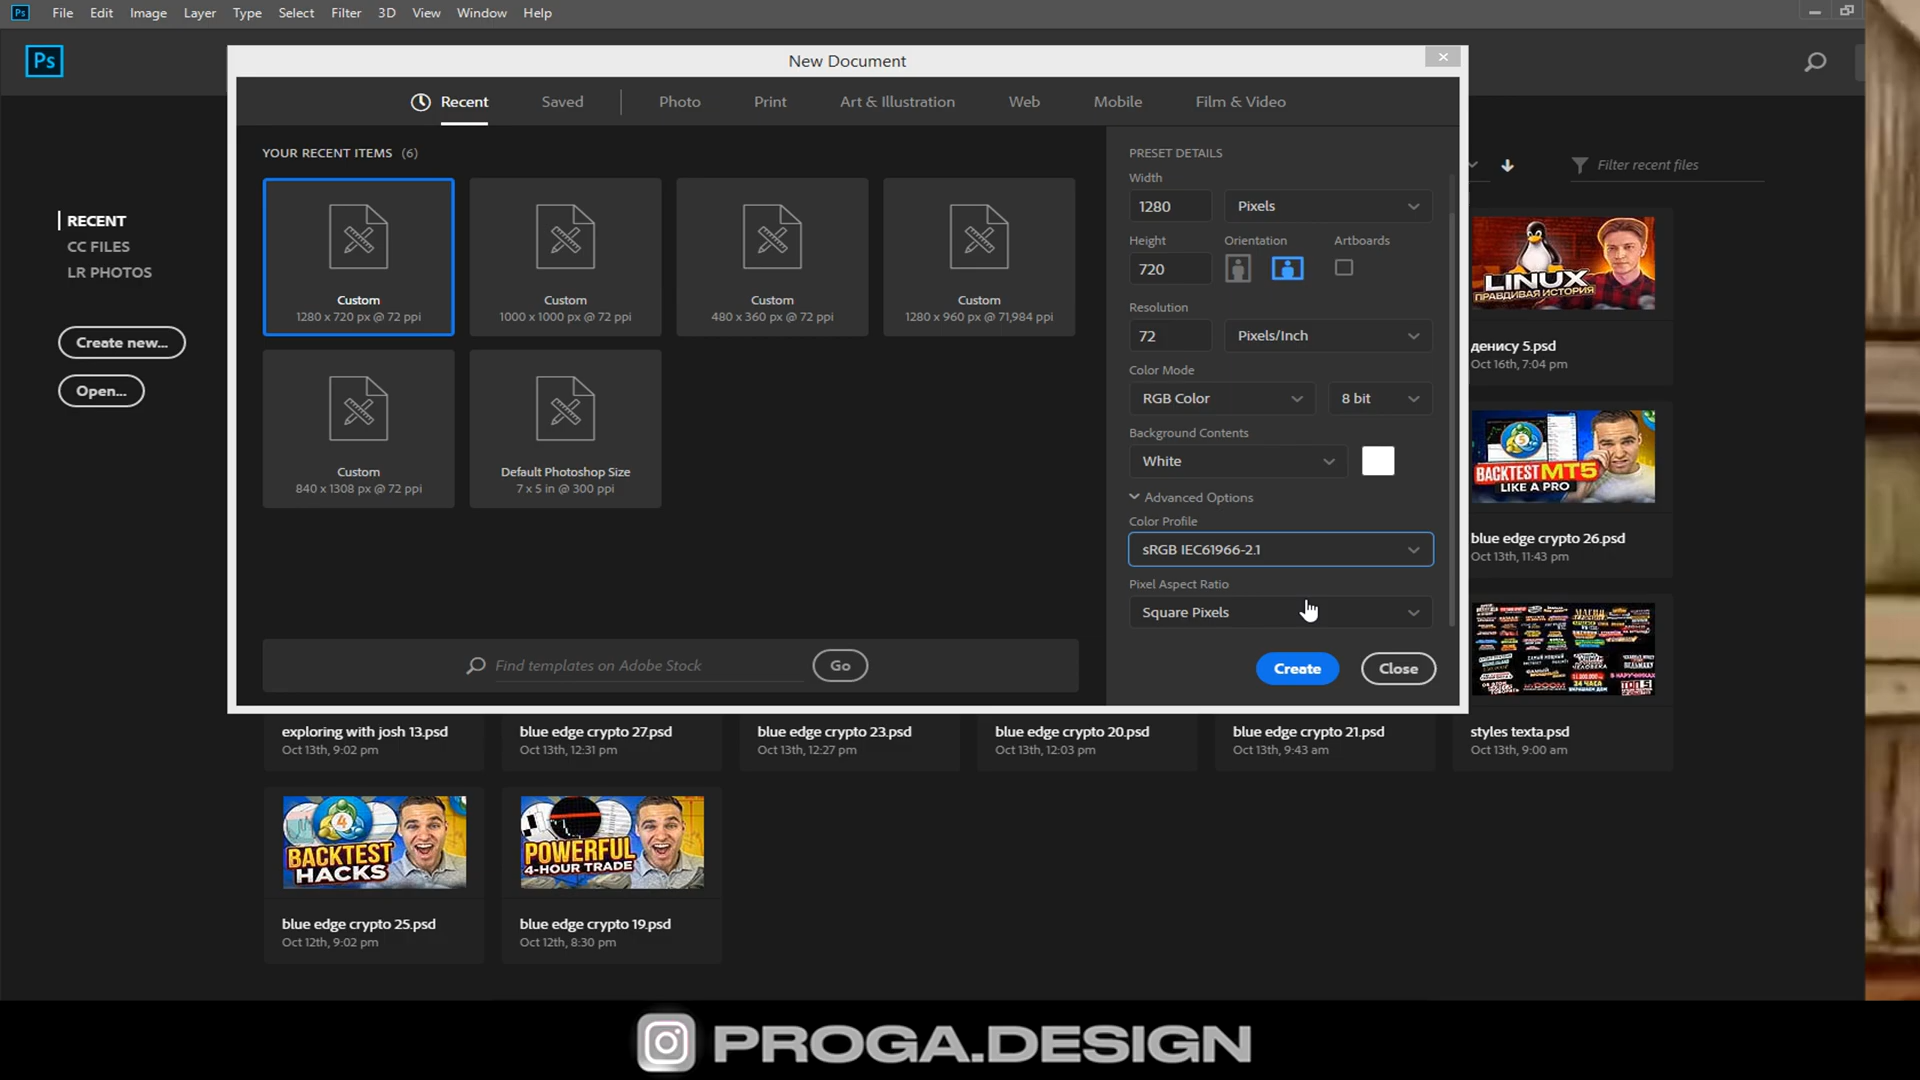 Ps File Edit Image Layer Type Select Filter 3D View Window Help
Ps
New Document
Recent Saved Photo Print Art & Illustration Web Mobile Film & Video
YOUR RECENT ITEMS (6)
Custom
1280 x 720 px @ 72 ppi
Custom
1000 x 1000 px @ 72 ppi
Custom
480 x 360 px @ 72 ppi
Custom
1280 x 960 px @ 71,984 ppi
Custom
840 x 1308 px @ 72 ppi
Default Photoshop Size
7 x 5 in @ 300 ppi
Find templates on Adobe Stock
Go
PRESET DETAILS
Width
1280 Pixels
Height Orientation Artboards
720
Resolution
72 Pixels/Inch
Color Mode
RGB Color 8 bit
Background Contents
White
Advanced Options
Color Profile
sRGB IEC61966-2.1
Pixel Aspect Ratio
Square Pixels
Create Close
RECENT
CC FILES
LR PHOTOS
Create new...
Open...
Filter recent files
LINUX
ПРАВДИВАЯ ИСТОРИЯ
денису 5.psd
Oct 16th, 7:04 pm
5
BACKTEST MT5
LIKE A PRO
blue edge crypto 26.psd
Oct 13th, 11:43 pm
24 ЧАСА
ТОП 5
exploring with josh 13.psd
Oct 13th, 9:02 pm
blue edge crypto 27.psd
Oct 13th, 12:31 pm
blue edge crypto 23.psd
Oct 13th, 12:27 pm
blue edge crypto 20.psd
Oct 13th, 12:03 pm
blue edge crypto 21.psd
Oct 13th, 9:43 am
styles texta.psd
Oct 13th, 9:00 am
4
BACKTEST
HACKS
blue edge crypto 25.psd
Oct 12th, 9:02 pm
POWERFUL
4-HOUR TRADE
blue edge crypto 19.psd
Oct 12th, 8:30 pm
PROGA.DESIGN